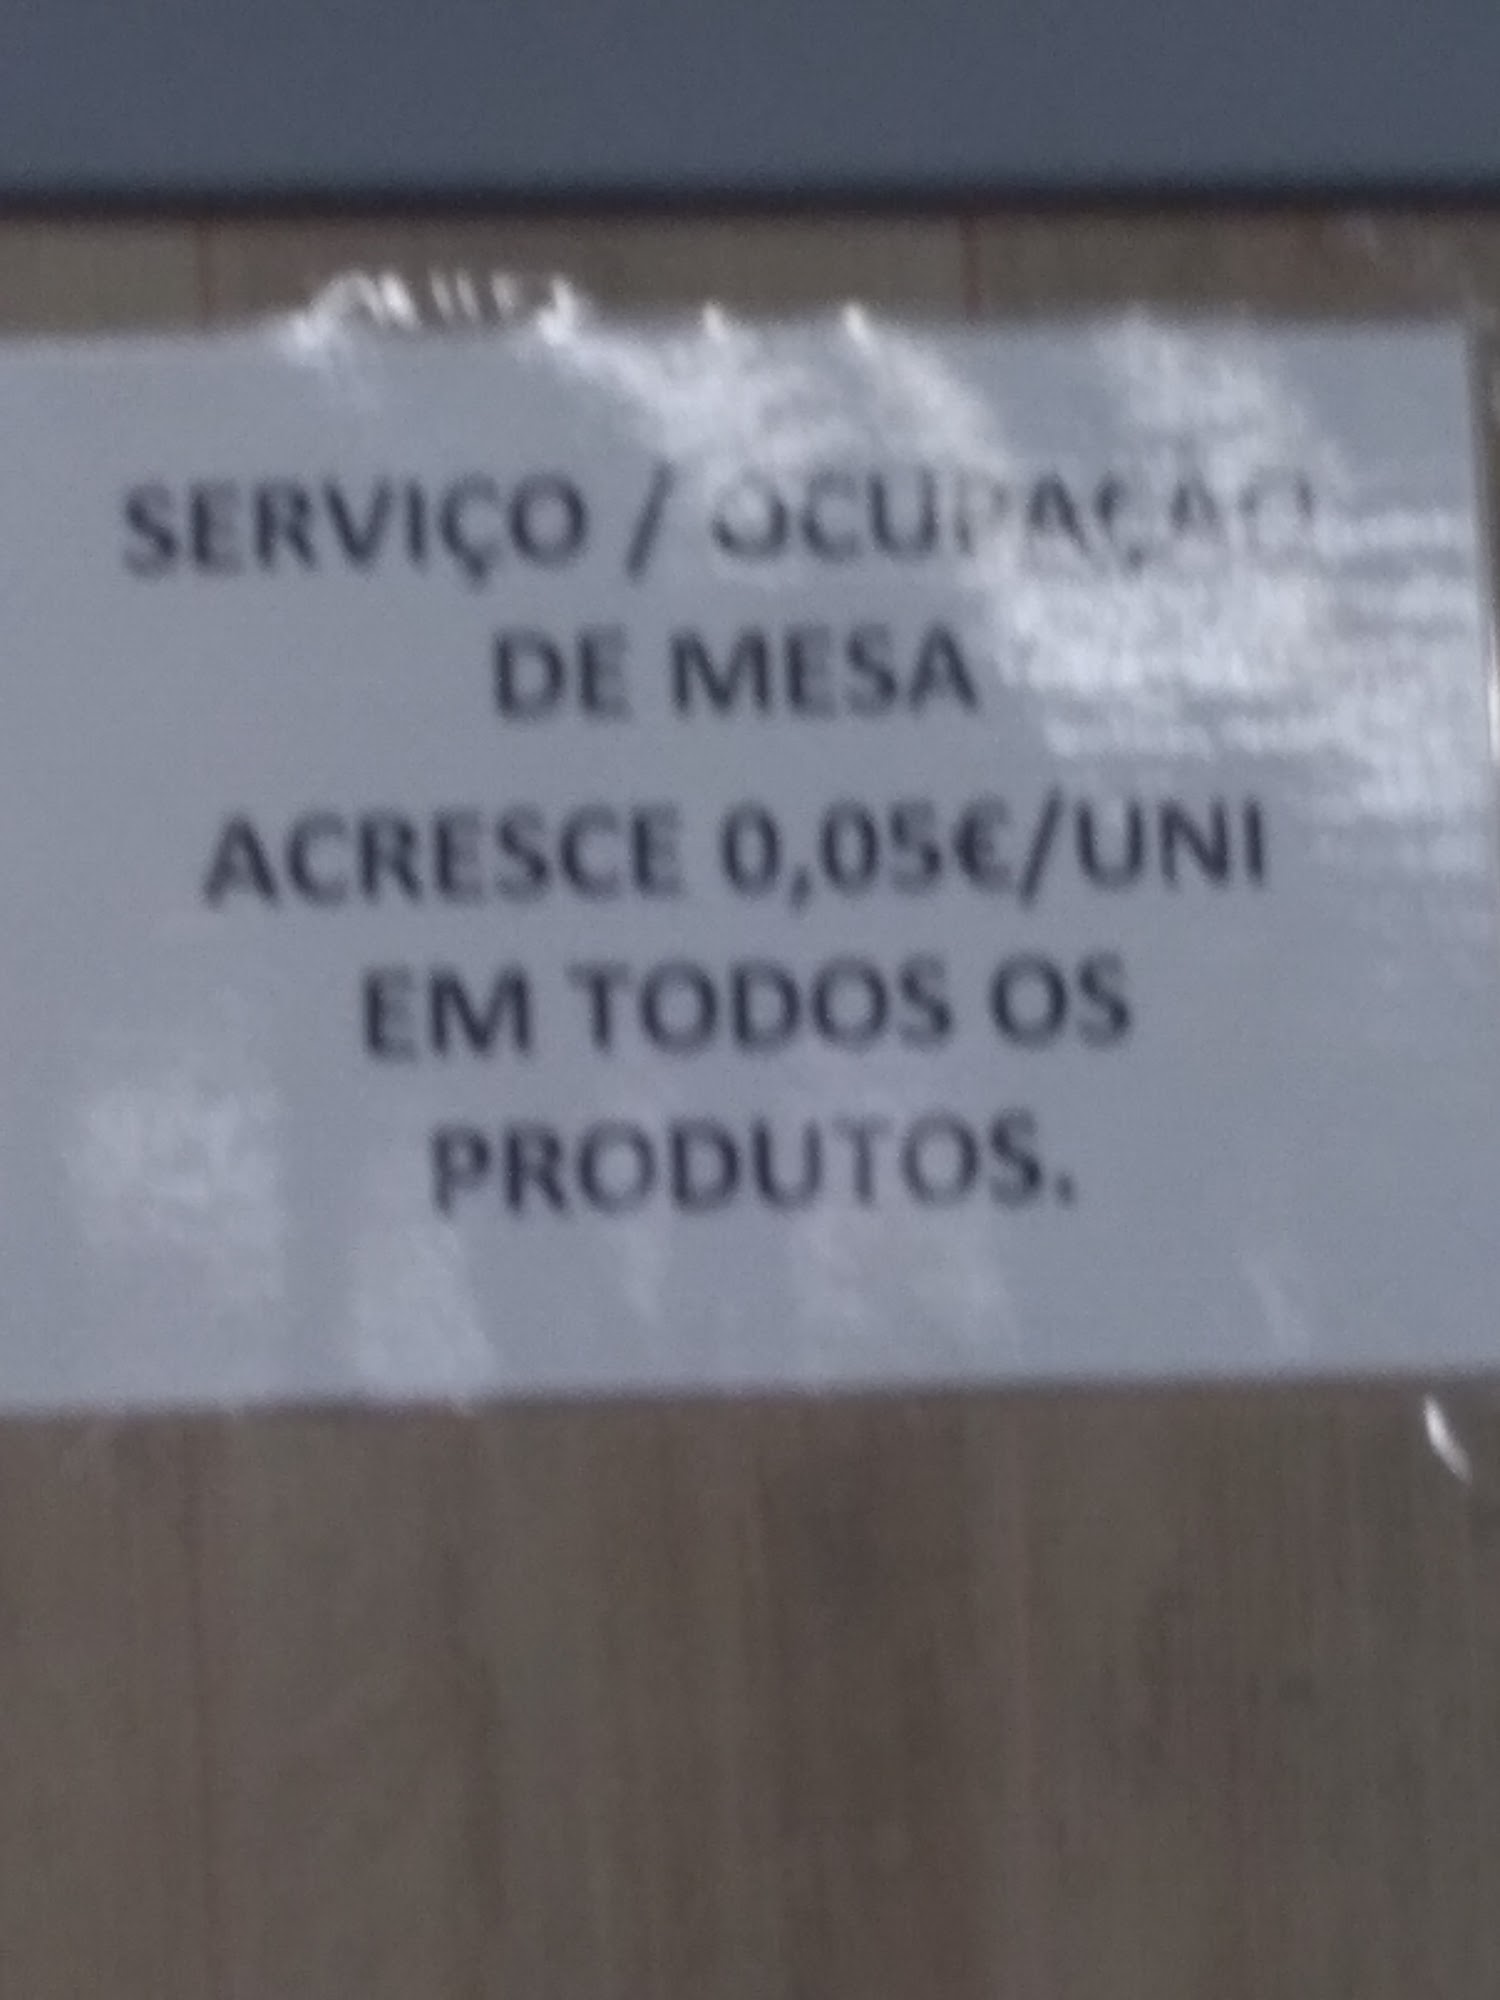 SERVIÇO / OCUPAÇÃO
DE MESA
ACRESCE 0,05€/UNI
EM TODOS OS
PRODUTOS.